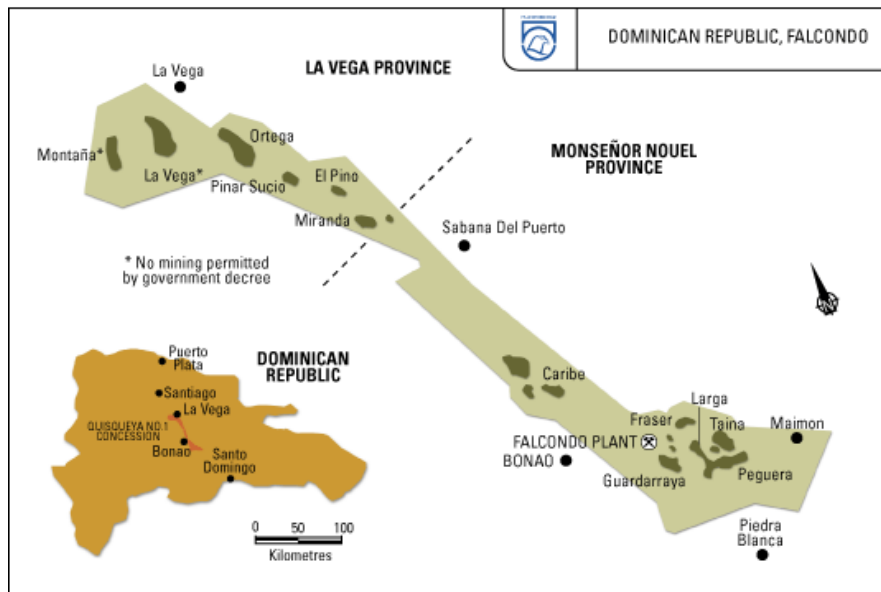 DOMINICAN REPUBLIC, FALCONDO
LA VEGA PROVINCE
La Vega
Ortega
Montaña*
La Vega*
Pinar Sucio
El Pino
Miranda
MONSEÑOR NOUEL
PROVINCE
Sabana Del Puerto
* No mining permitted
by government decree
DOMINICAN
REPUBLIC
Puerto
Plata
Santiago
La Vega
QUISQUEYA NO.1
CONCESSION
Bonao
Santo
Domingo
0 50 100
Kilometres
Caribe
Larga
Fraser
Taina
Maimon
FALCONDO PLANT
BONAO
Guardarraya
Peguera
Piedra
Blanca